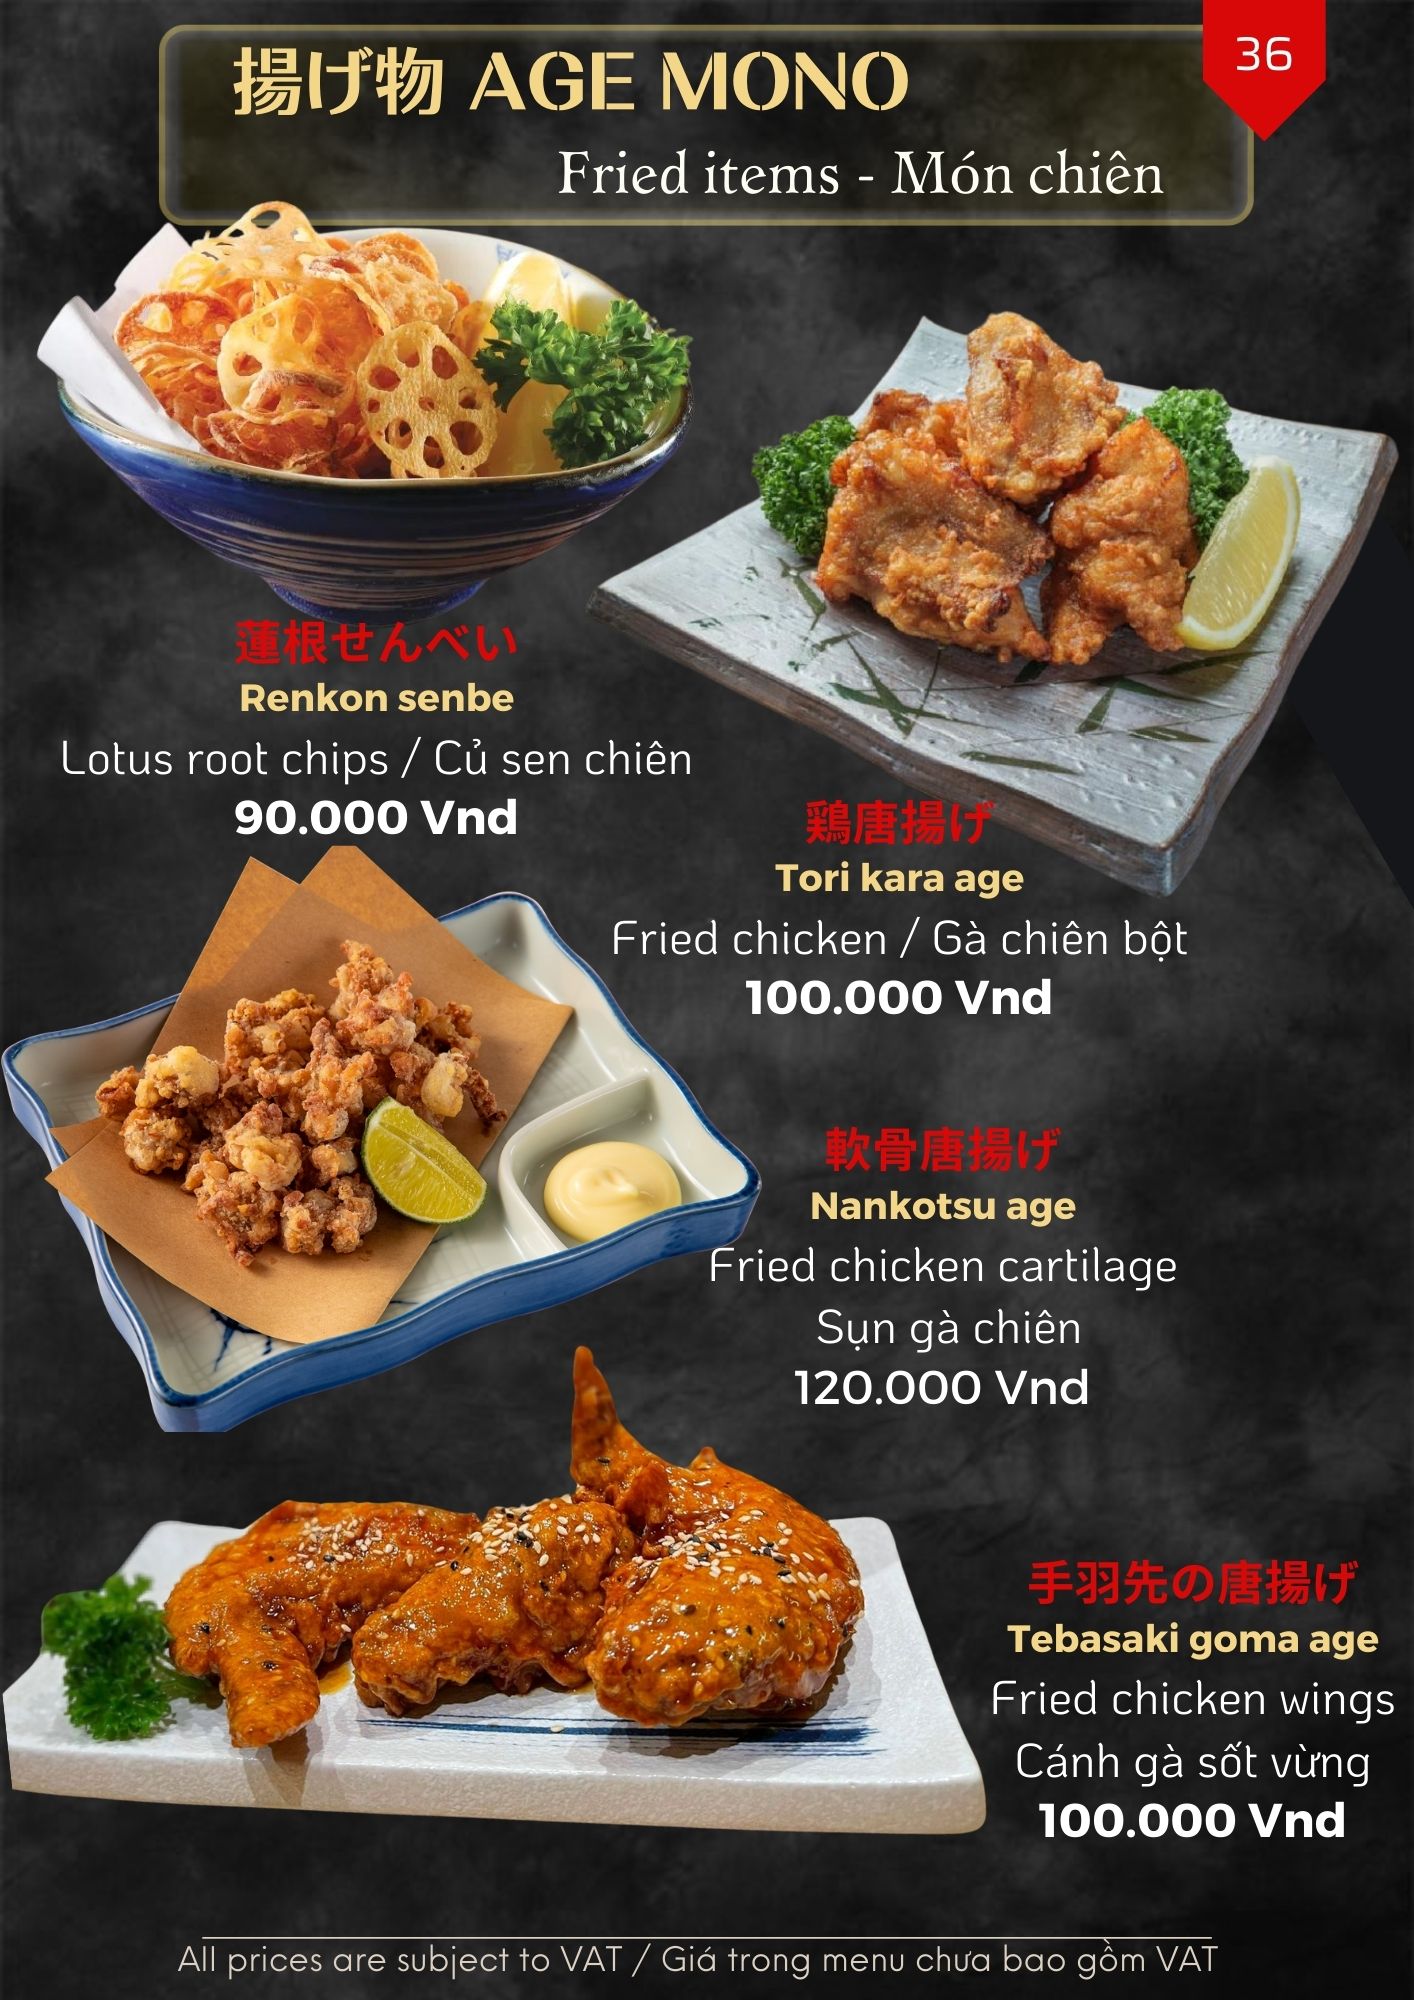 揚げ物 AGE MONO
36
Fried items - Món chiên
蓮根せんべい
Renkon senbe
Lotus root chips / Củ sen chiên
90.000 Vnd
鶏唐揚げ
Tori kara age
Fried chicken / Gà chiên bột
100.000 Vnd
軟骨唐揚げ
Nankotsu age
Fried chicken cartilage
Sụn gà chiên
120.000 Vnd
手羽先の唐揚げ
Tebasaki goma age
Fried chicken wings
Cánh gà sốt vừng
100.000 Vnd
All prices are subject to VAT / Giá trong menu chưa bao gồm VAT